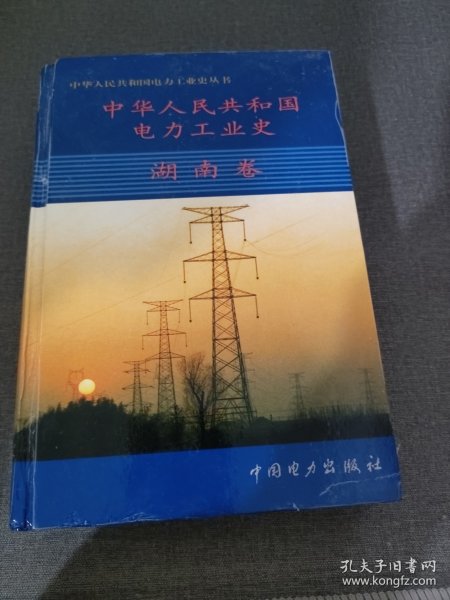 中华人民共和国电力工业史丛书
中华人民共和国
电力工业史
湖南卷
中国电力出版社
孔夫子旧书网
www.kongfz.com